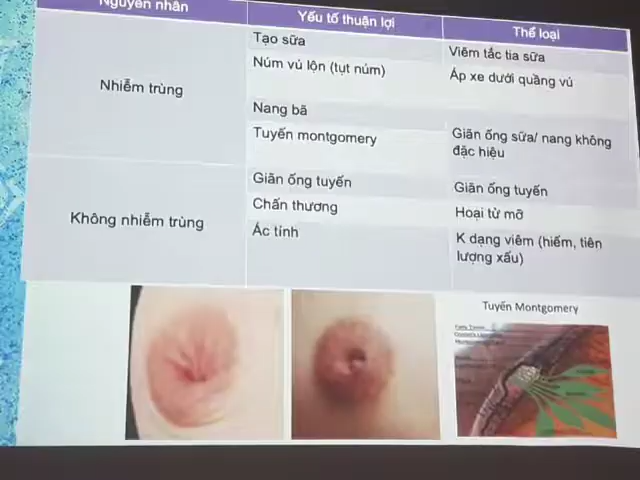 Nguyên nhân
Yếu tố thuận lợi
Thể loại
Nhiễm trùng
Tạo sữa
Viêm tắc tia sữa
Núm vú lộn (tụt núm)
Áp xe dưới quầng vú
Nang bã
Tuyến montgomery
Giãn ống sữa/ nang không
đặc hiệu
Không nhiễm trùng
Giãn ống tuyến
Giãn ống tuyến
Chấn thương
Hoại tử mỡ
Ác tính
K dạng viêm (hiếm, tiên
lượng xấu)
Tuyến Montgomery